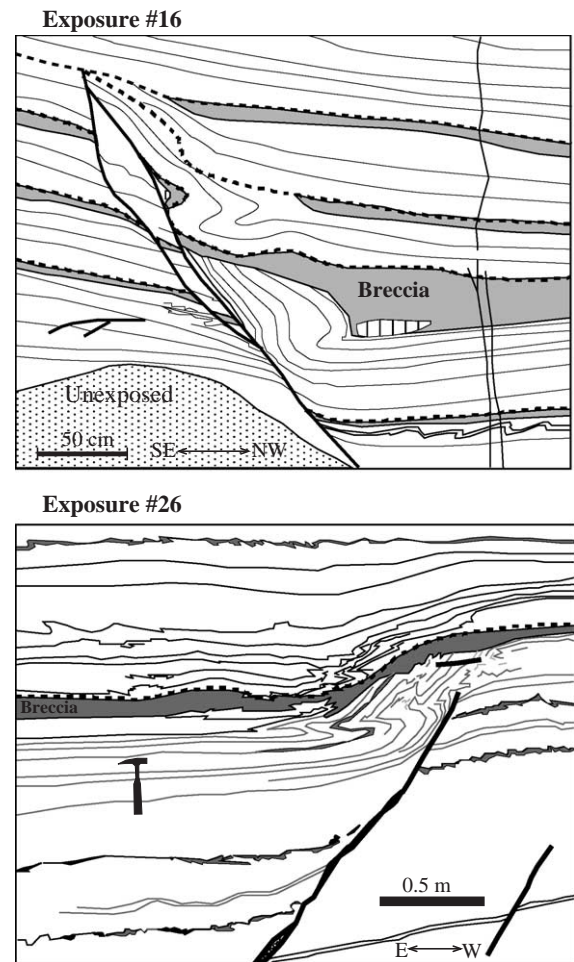 Exposure #16
Breccia
Unexposed
50 cm
SE NW
Exposure #26
Breccia
0.5 m
E W